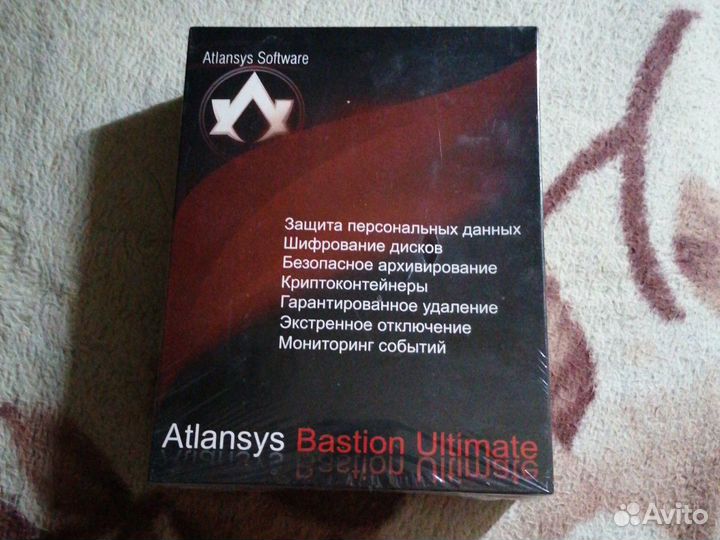 Atlansys Software
Защита персональных данных
Шифрование дисков
Безопасное архивирование
Криптоконтейнеры
Гарантированное удаление
Экстренное отключение
Мониторинг событий
Atlansys Bastion Ultimate
Avito